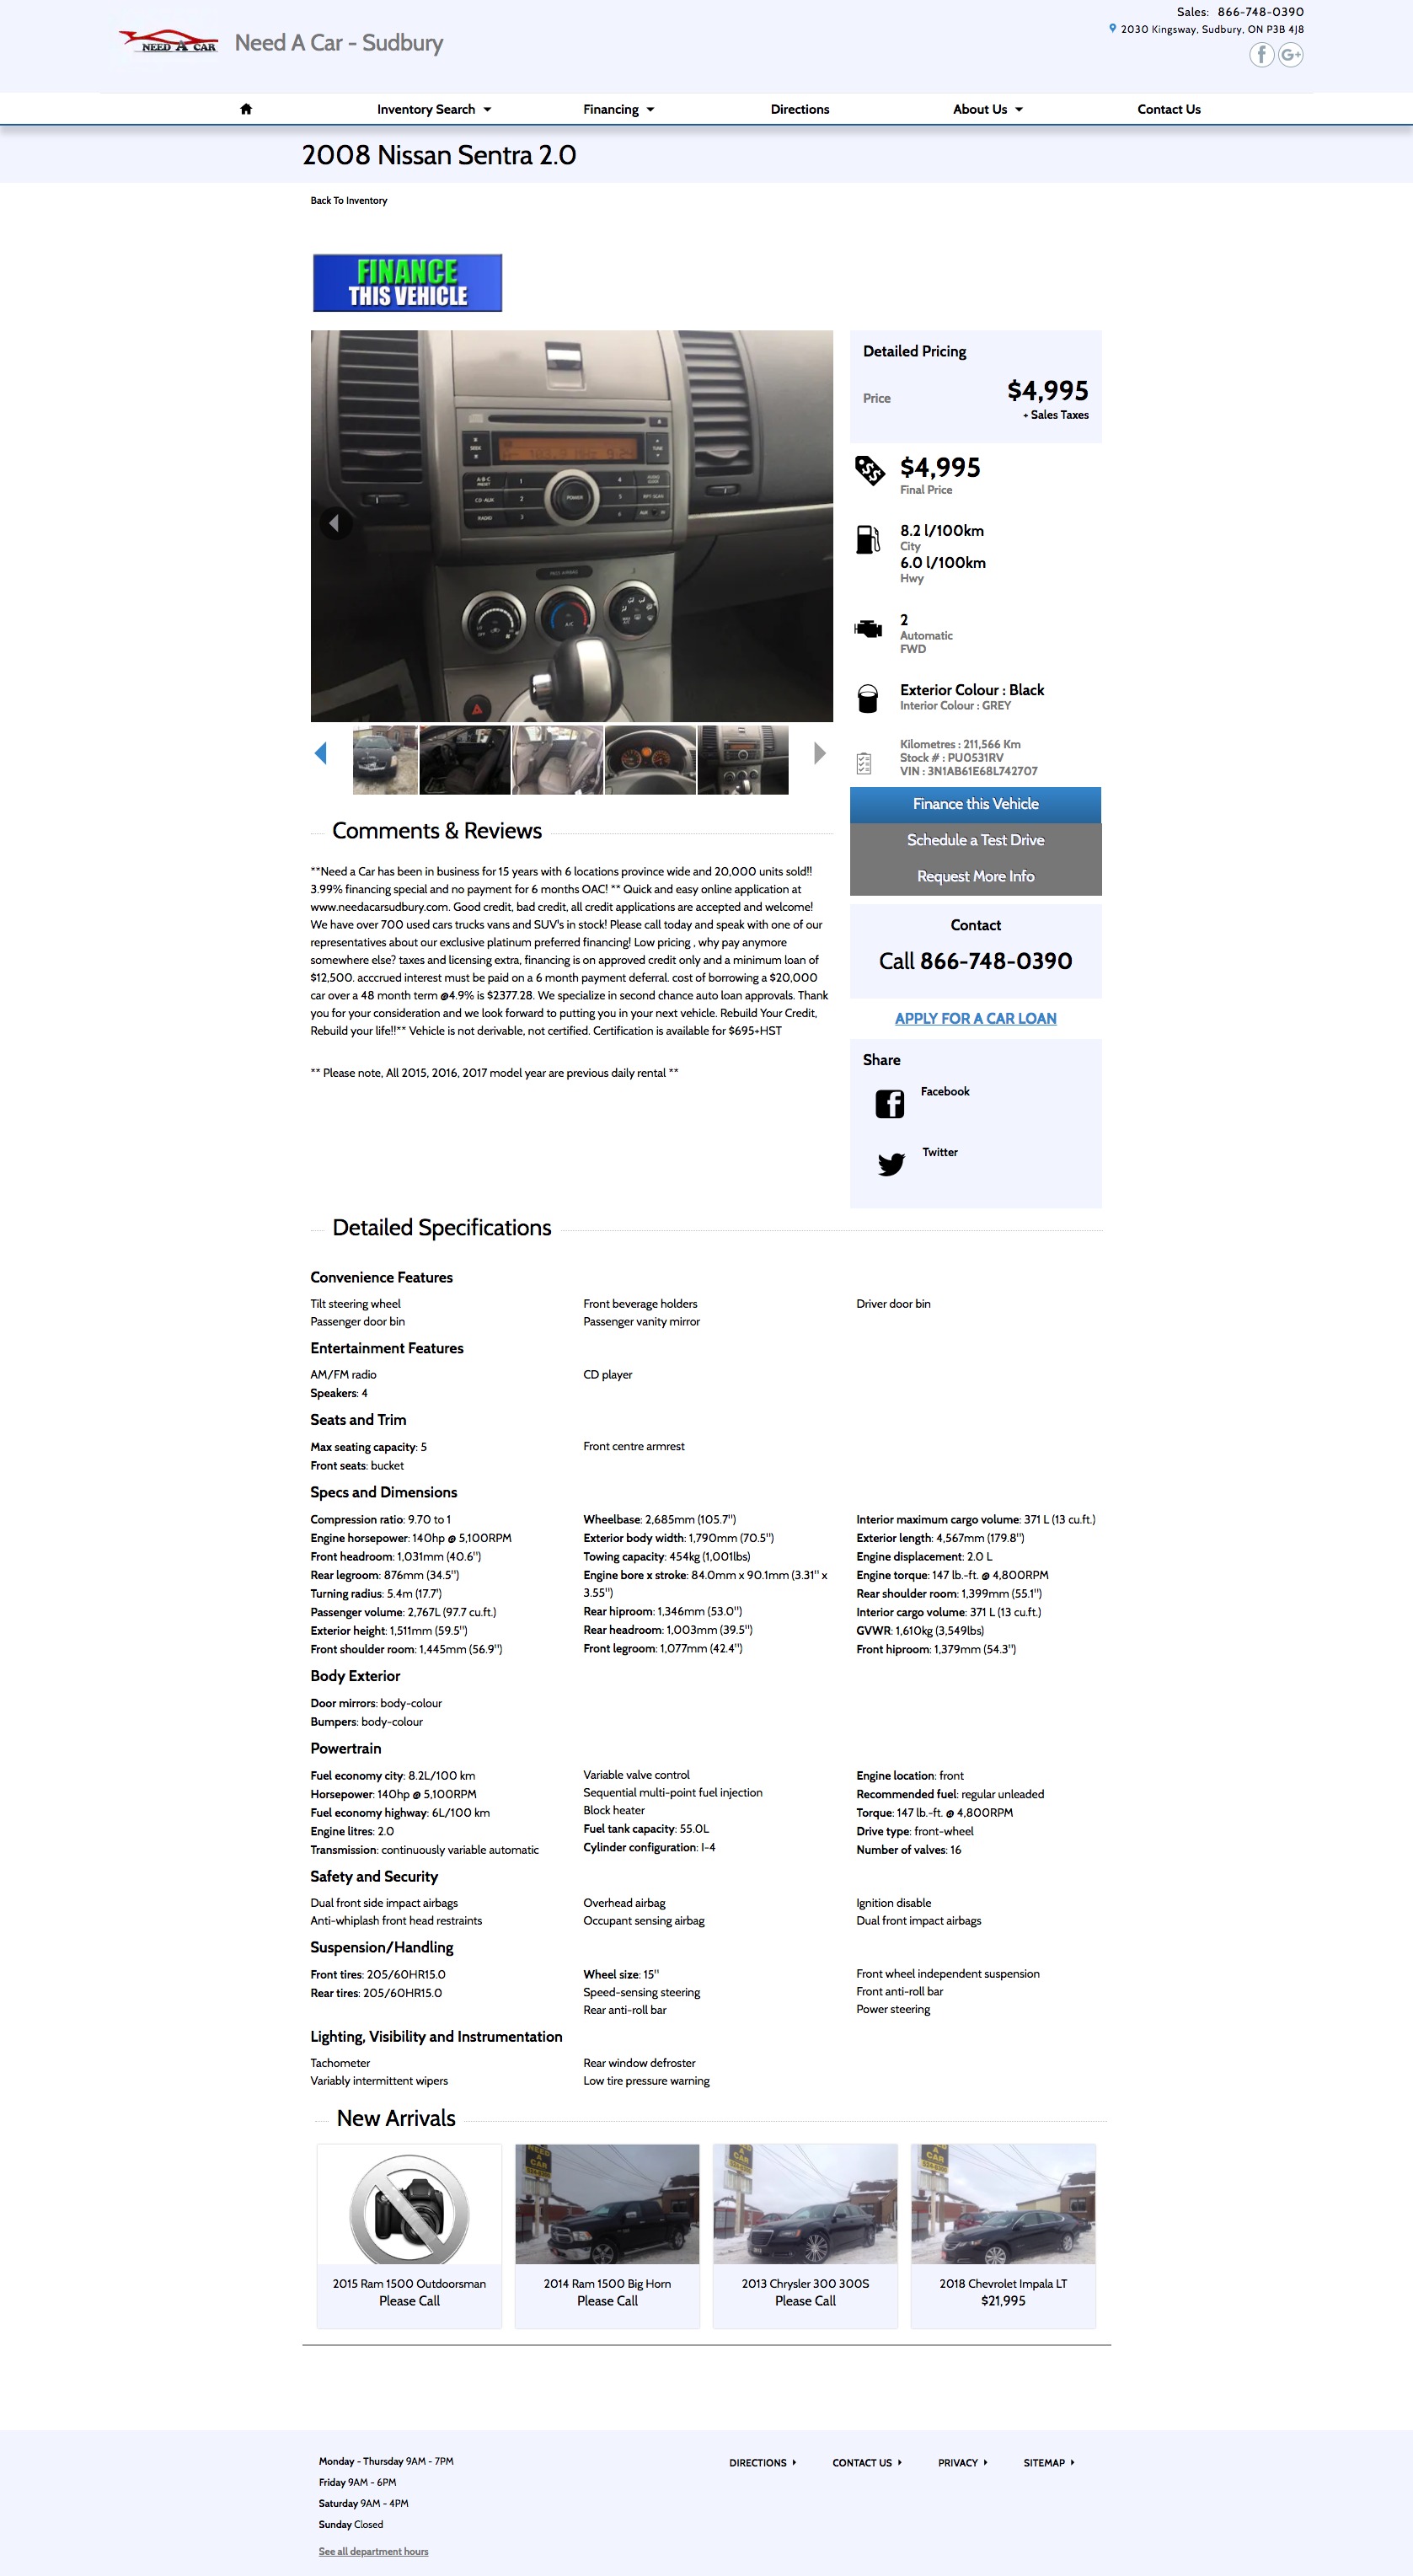 Sales: 866-748-0390
2030 Kingsway, Sudbury, ON P3B 4J8
NEED A CAR
Need A Car - Sudbury
Inventory Search
Financing
Directions
About Us
Contact Us
2008 Nissan Sentra 2.0
Back To Inventory
FINANCE
THIS VEHICLE
Detailed Pricing
Price
$4,995
+ Sales Taxes
$4,995
Final Price
8.2 l/100km
City
6.0 l/100km
Hwy
2
Automatic
FWD
Exterior Colour : Black
Interior Colour : GREY
Kilometres : 211,566 Km
Stock # : PU0531RV
VIN : 3N1AB61E68L742707
Finance this Vehicle
Schedule a Test Drive
Request More Info
Contact
Call 866-748-0390
APPLY FOR A CAR LOAN
Share
Facebook
Twitter
Comments & Reviews
**Need a Car has been in business for 15 years with 6 locations province wide and 20,000 units sold!!
3.99% financing special and no payment for 6 months OAC! ** Quick and easy online application at
www.needacarsudbury.com. Good credit, bad credit, all credit applications are accepted and welcome!
We have over 700 used cars trucks vans and SUV's in stock! Please call today and speak with one of our
representatives about our exclusive platinum preferred financing! Low pricing , why pay anymore
somewhere else? taxes and licensing extra, financing is on approved credit only and a minimum loan of
$12,500. acccrued interest must be paid on a 6 month payment deferral. cost of borrowing a $20,000
car over a 48 month term @4.9% is $2377.28. We specialize in second chance auto loan approvals. Thank
you for your consideration and we look forward to putting you in your next vehicle. Rebuild Your Credit,
Rebuild your life!!** Vehicle is not derivable, not certified. Certification is available for $695+HST
** Please note, All 2015, 2016, 2017 model year are previous daily rental **
Detailed Specifications
Convenience Features
Tilt steering wheel
Front beverage holders
Driver door bin
Passenger door bin
Passenger vanity mirror
Entertainment Features
AM/FM radio
CD player
Speakers: 4
Seats and Trim
Max seating capacity: 5
Front centre armrest
Front seats: bucket
Specs and Dimensions
Compression ratio: 9.70 to 1
Engine horsepower: 140hp @ 5,100RPM
Front headroom: 1,031mm (40.6")
Rear legroom: 876mm (34.5")
Turning radius: 5.4m (17.7')
Passenger volume: 2,767L (97.7 cu.ft.)
Exterior height: 1,511mm (59.5")
Front shoulder room: 1,445mm (56.9")
Wheelbase: 2,685mm (105.7")
Exterior body width: 1,790mm (70.5")
Towing capacity: 454kg (1,001lbs)
Engine bore x stroke: 84.0mm x 90.1mm (3.31" x
3.55")
Rear hiproom: 1,346mm (53.0")
Rear headroom: 1,003mm (39.5")
Front legroom: 1,077mm (42.4")
Interior maximum cargo volume: 371 L (13 cu.ft.)
Exterior length: 4,567mm (179.8")
Engine displacement: 2.0 L
Engine torque: 147 lb.-ft. @ 4,800RPM
Rear shoulder room: 1,399mm (55.1")
Interior cargo volume: 371 L (13 cu.ft.)
GVWR: 1,610kg (3,549lbs)
Front hiproom: 1,379mm (54.3")
Body Exterior
Door mirrors: body-colour
Bumpers: body-colour
Powertrain
Fuel economy city: 8.2L/100 km
Horsepower: 140hp @ 5,100RPM
Fuel economy highway: 6L/100 km
Engine litres: 2.0
Transmission: continuously variable automatic
Variable valve control
Sequential multi-point fuel injection
Block heater
Fuel tank capacity: 55.0L
Cylinder configuration: I-4
Engine location: front
Recommended fuel: regular unleaded
Torque: 147 lb.-ft. @ 4,800RPM
Drive type: front-wheel
Number of valves: 16
Safety and Security
Dual front side impact airbags
Overhead airbag
Ignition disable
Anti-whiplash front head restraints
Occupant sensing airbag
Dual front impact airbags
Suspension/Handling
Front tires: 205/60HR15.0
Rear tires: 205/60HR15.0
Wheel size: 15"
Speed-sensing steering
Rear anti-roll bar
Front wheel independent suspension
Front anti-roll bar
Power steering
Lighting, Visibility and Instrumentation
Tachometer
Rear window defroster
Variably intermittent wipers
Low tire pressure warning
New Arrivals
2015 Ram 1500 Outdoorsman
Please Call
2014 Ram 1500 Big Horn
Please Call
2013 Chrysler 300 300S
Please Call
2018 Chevrolet Impala LT
$21,995
Monday - Thursday 9AM - 7PM
Friday 9AM - 6PM
Saturday 9AM - 4PM
Sunday Closed
See all department hours
DIRECTIONS
CONTACT US
PRIVACY
SITEMAP